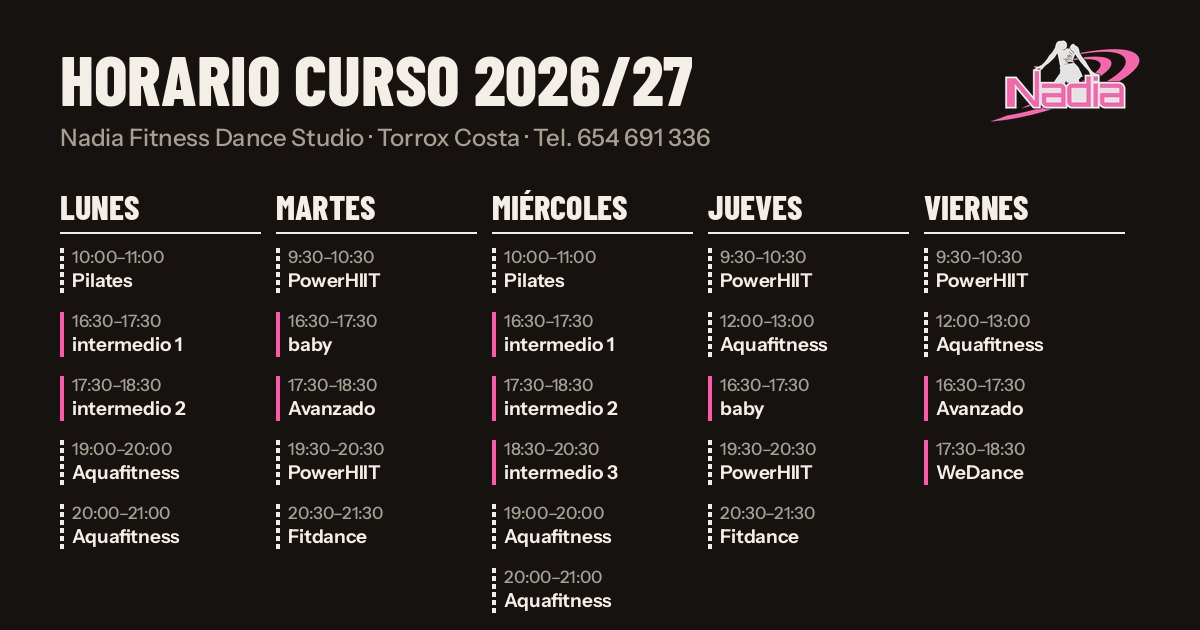 HORARIO CURSO 2026/27
Nadia Fitness Dance Studio · Torrox Costa · Tel. 654 691 336
Nadia
LUNES
10:00–11:00
Pilates
16:30–17:30
intermedio 1
17:30–18:30
intermedio 2
19:00–20:00
Aquafitness
20:00–21:00
Aquafitness
MARTES
9:30–10:30
PowerHIIT
16:30–17:30
baby
17:30–18:30
Avanzado
19:30–20:30
PowerHIIT
20:30–21:30
Fitdance
MIÉRCOLES
10:00–11:00
Pilates
16:30–17:30
intermedio 1
17:30–18:30
intermedio 2
18:30–20:30
intermedio 3
19:00–20:00
Aquafitness
20:00–21:00
Aquafitness
JUEVES
9:30–10:30
PowerHIIT
12:00–13:00
Aquafitness
16:30–17:30
baby
19:30–20:30
PowerHIIT
20:30–21:30
Fitdance
VIERNES
9:30–10:30
PowerHIIT
12:00–13:00
Aquafitness
16:30–17:30
Avanzado
17:30–18:30
WeDance